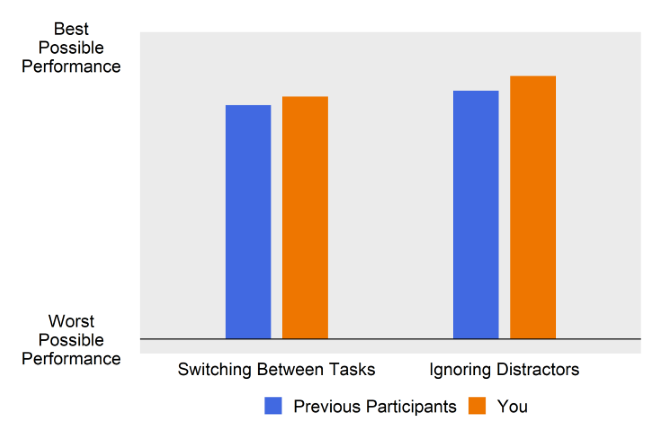 Best
Possible
Performance
Worst
Possible
Performance
Switching Between Tasks
Ignoring Distractors
Previous Participants
You